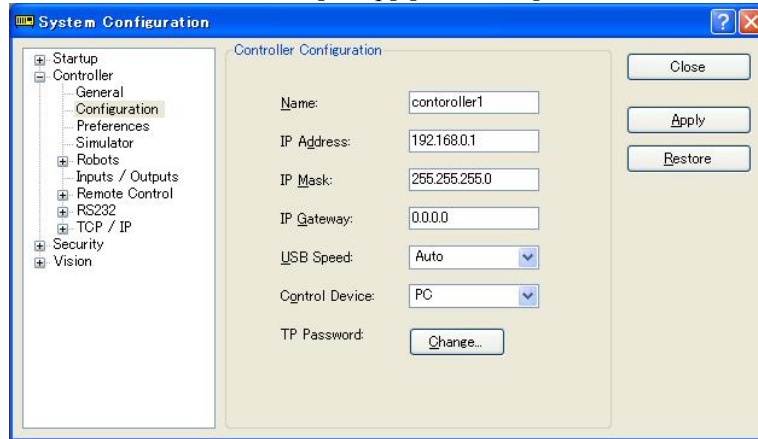 System Configuration
Startup
Controller
General
Configuration
Preferences
Simulator
Robots
Inputs / Outputs
Remote Control
RS232
TCP / IP
Security
Vision
Controller Configuration
Name: contoroller1
IP Address: 192.168.0.1
IP Mask: 255.255.255.0
IP Gateway: 0.0.0.0
USB Speed: Auto
Control Device: PC
TP Password: Change...
Close
Apply
Restore